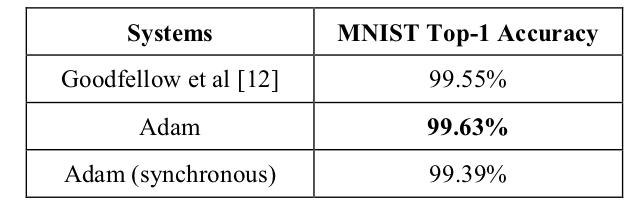 Systems MNIST Top-1 Accuracy
Goodfellow et al [12] 99.55%
Adam 99.63%
Adam (synchronous) 99.39%